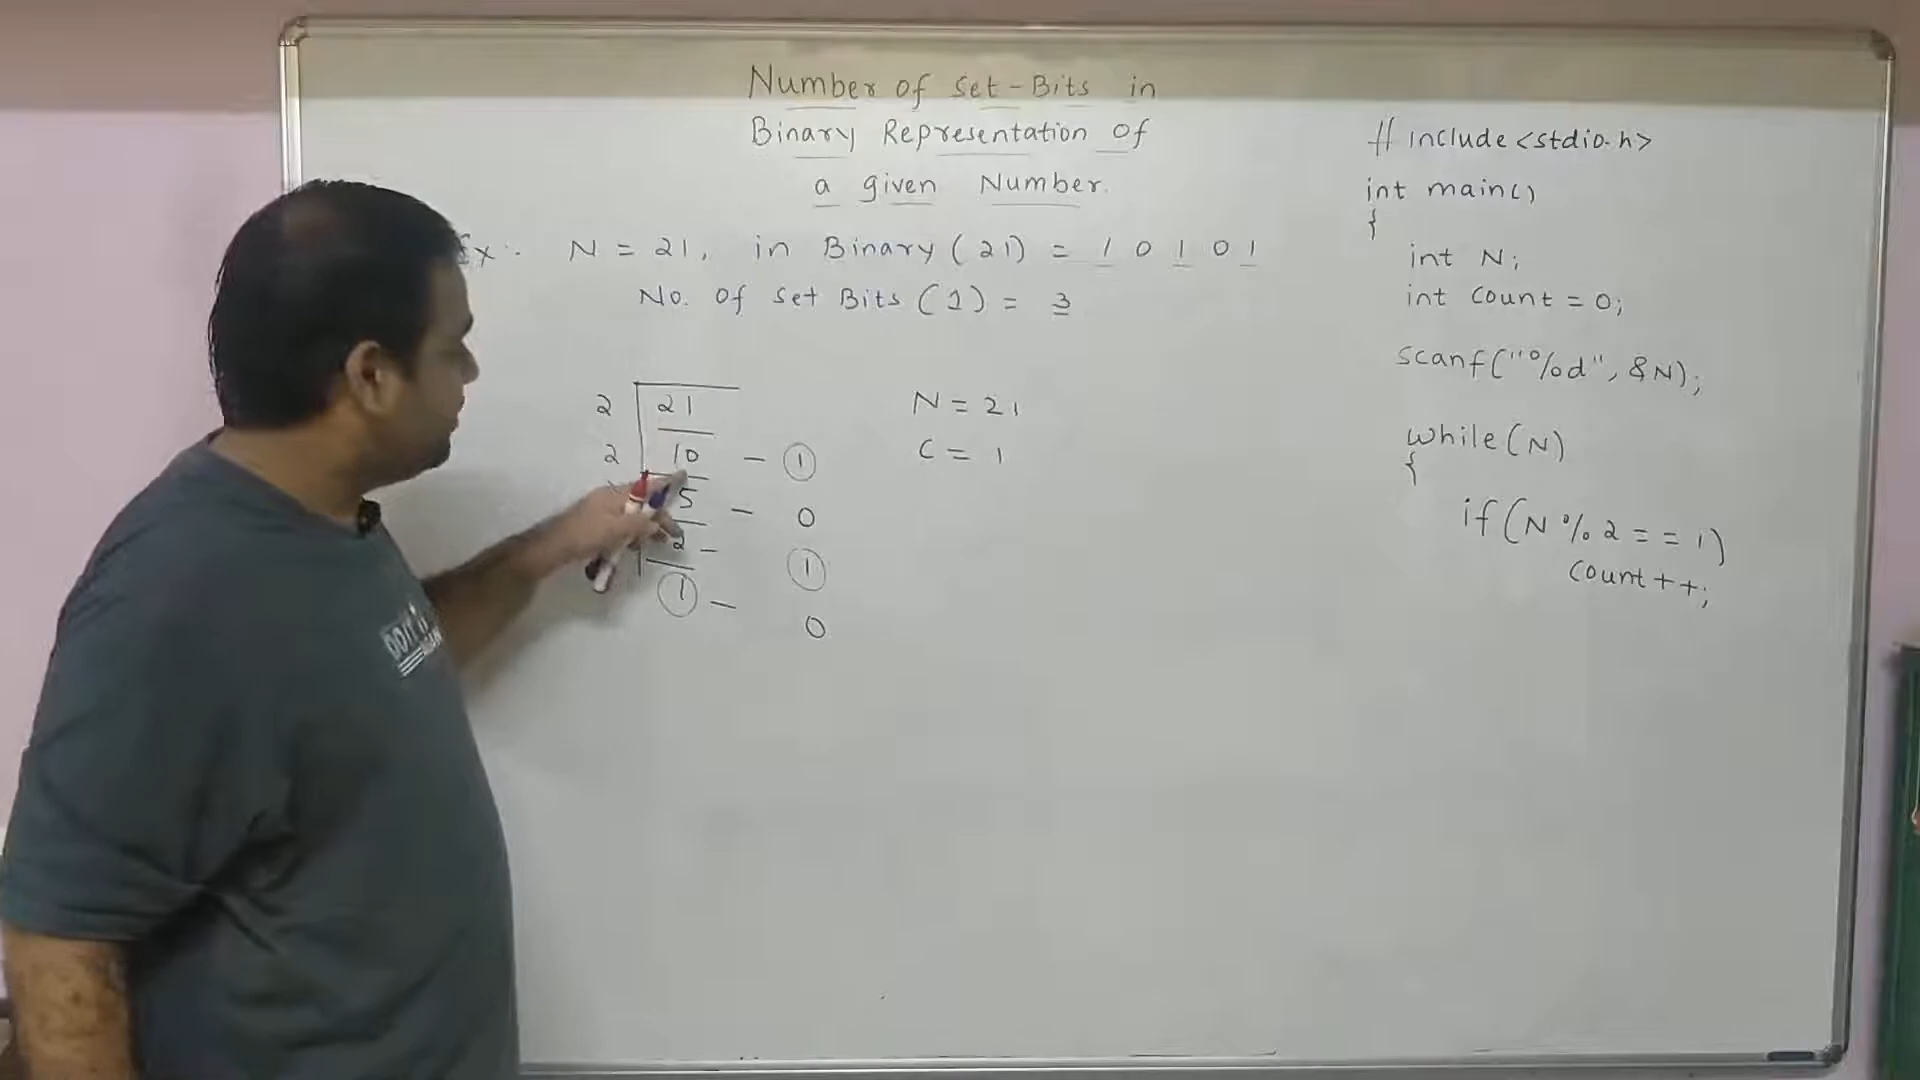 Number of Set-Bits in
Binary Representation of
a given Number.
Ex:- N = 21, in Binary (21) = 1 0 1 0 1
No. of Set Bits (1) = 3
2 21
2 10 - 1
5 - 0
2 - 1
1 - 0
N = 21
C = 1
# include <stdio.h>
int main()
{
int N;
int count = 0;
scanf("%d", &N);
while(N)
{
if(N % 2 == 1)
count++;